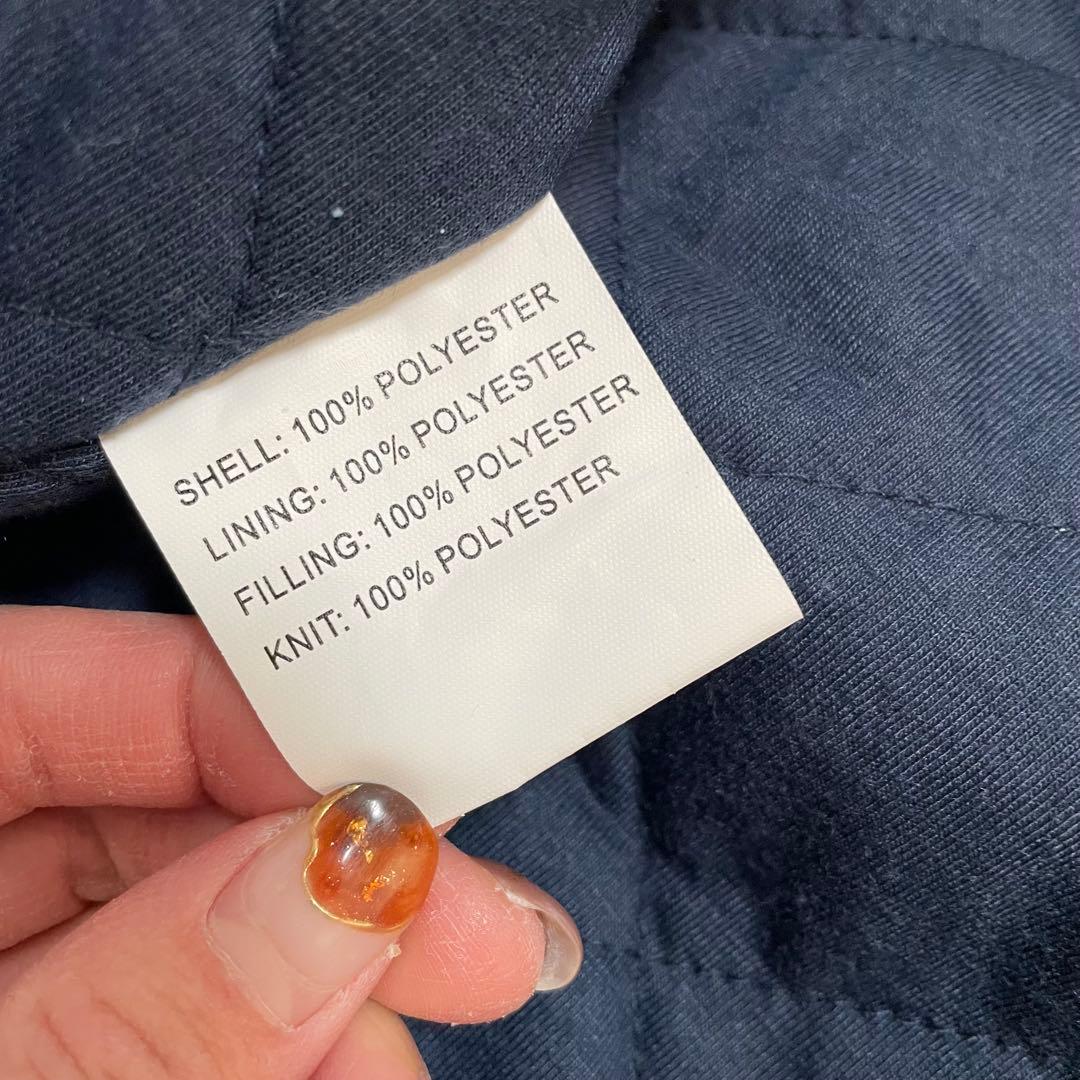 SHELL: 100% POLYESTER
LINING: 100% POLYESTER
FILLING: 100% POLYESTER
KNIT: 100% POLYESTER